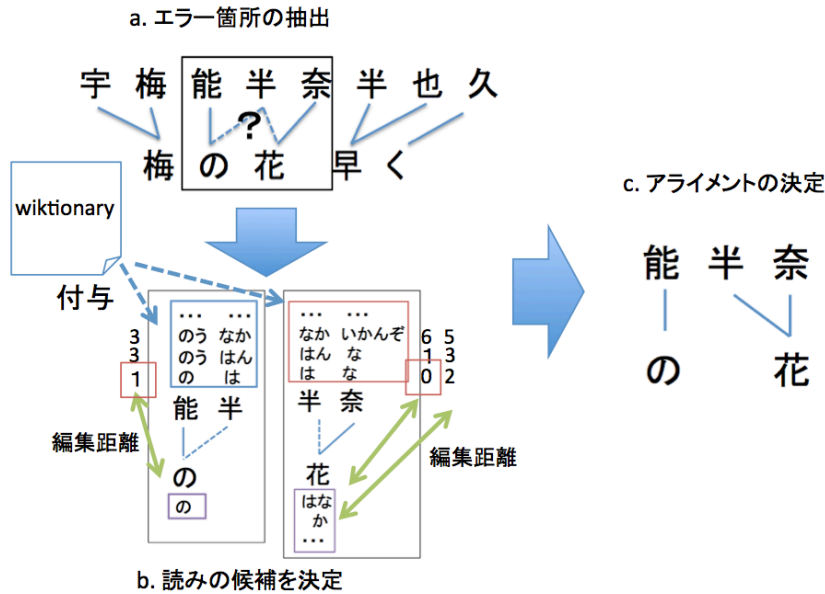 a. エラー箇所の抽出
宇 梅 能 半 奈 半 也 久
?
梅 の 花 早 く
wiktionary
付与
c. アライメントの決定
能 半 奈
の 花
... ...
のう なか
のう はん
の は
3
3
1
能 半
の
の
... ...
なか いかんぞ
はん な
は な
6 5
1 3
0 2
半 奈
花
はな
か
...
編集距離
編集距離
b. 読みの候補を決定